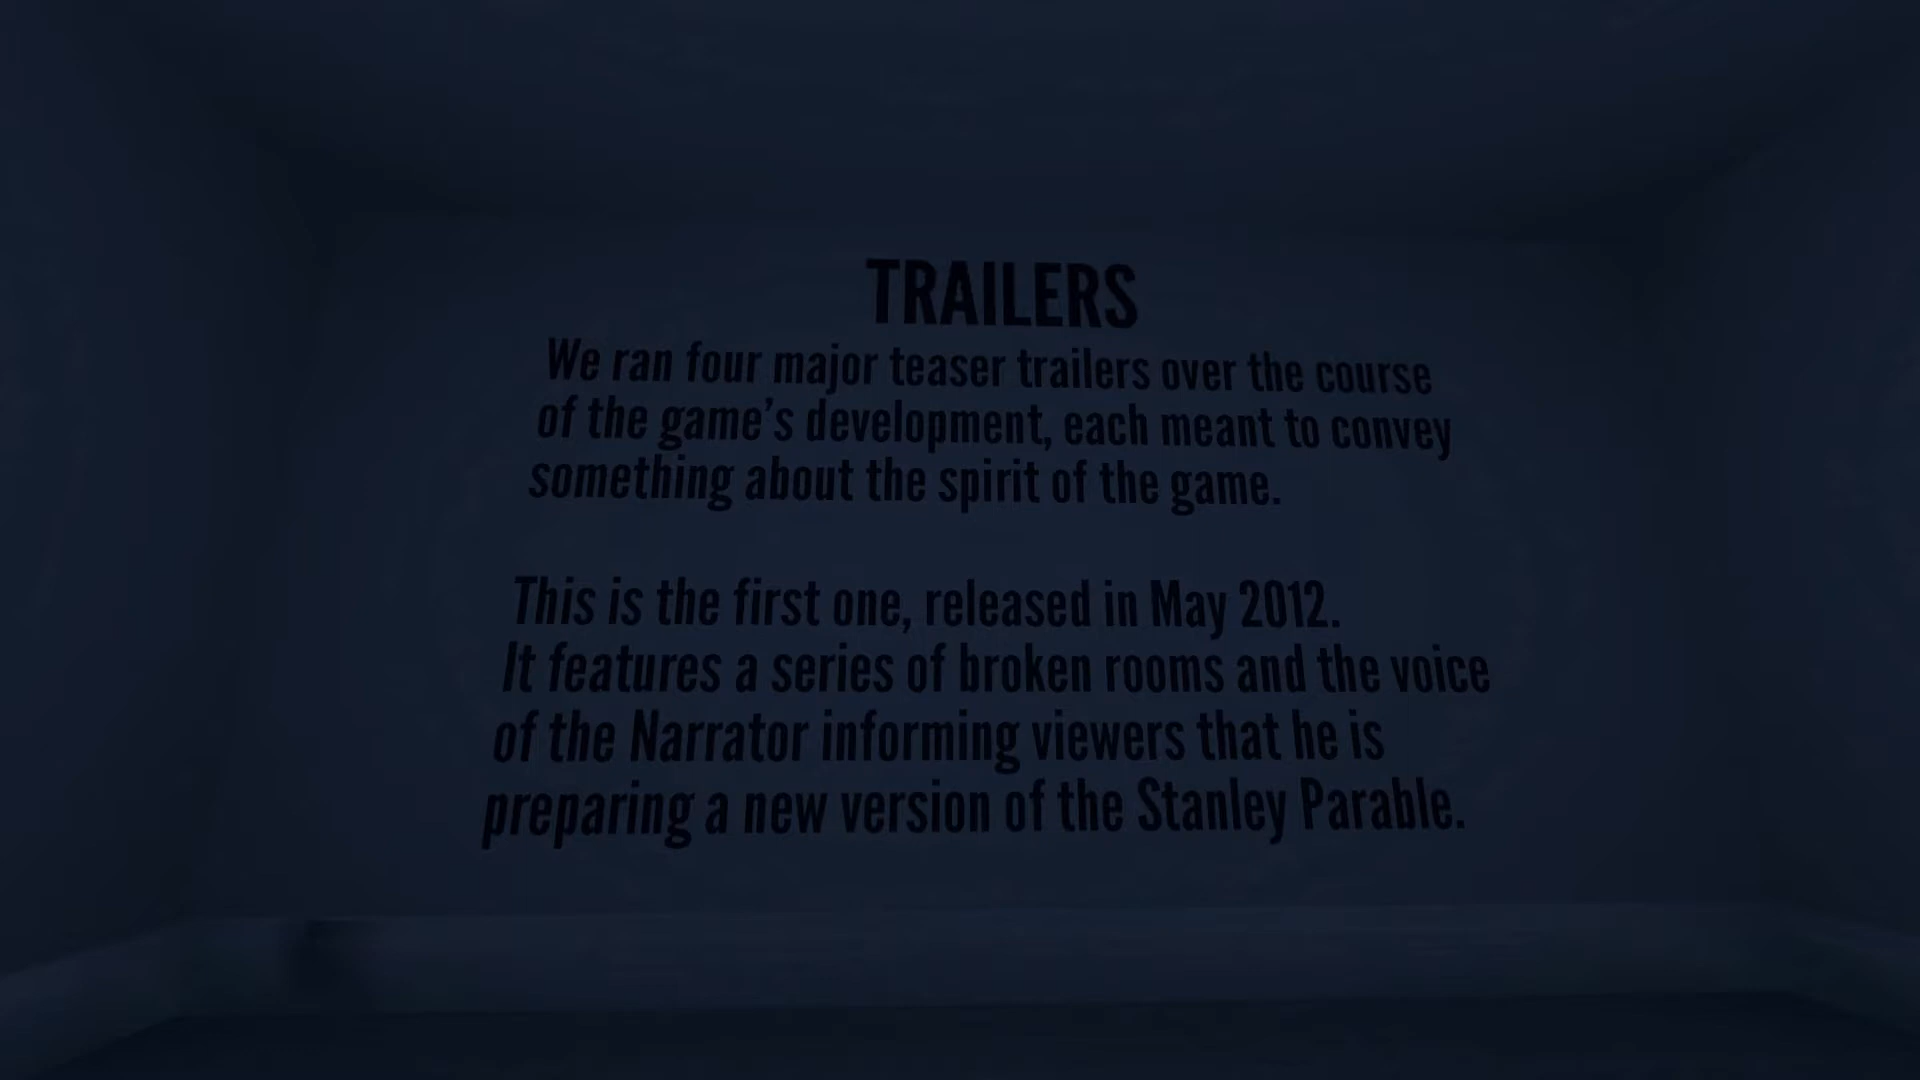 TRAILERS
We ran four major teaser trailers over the course
of the game’s development, each meant to convey
something about the spirit of the game.
This is the first one, released in May 2012.
It features a series of broken rooms and the voice
of the Narrator informing viewers that he is
preparing a new version of the Stanley Parable.